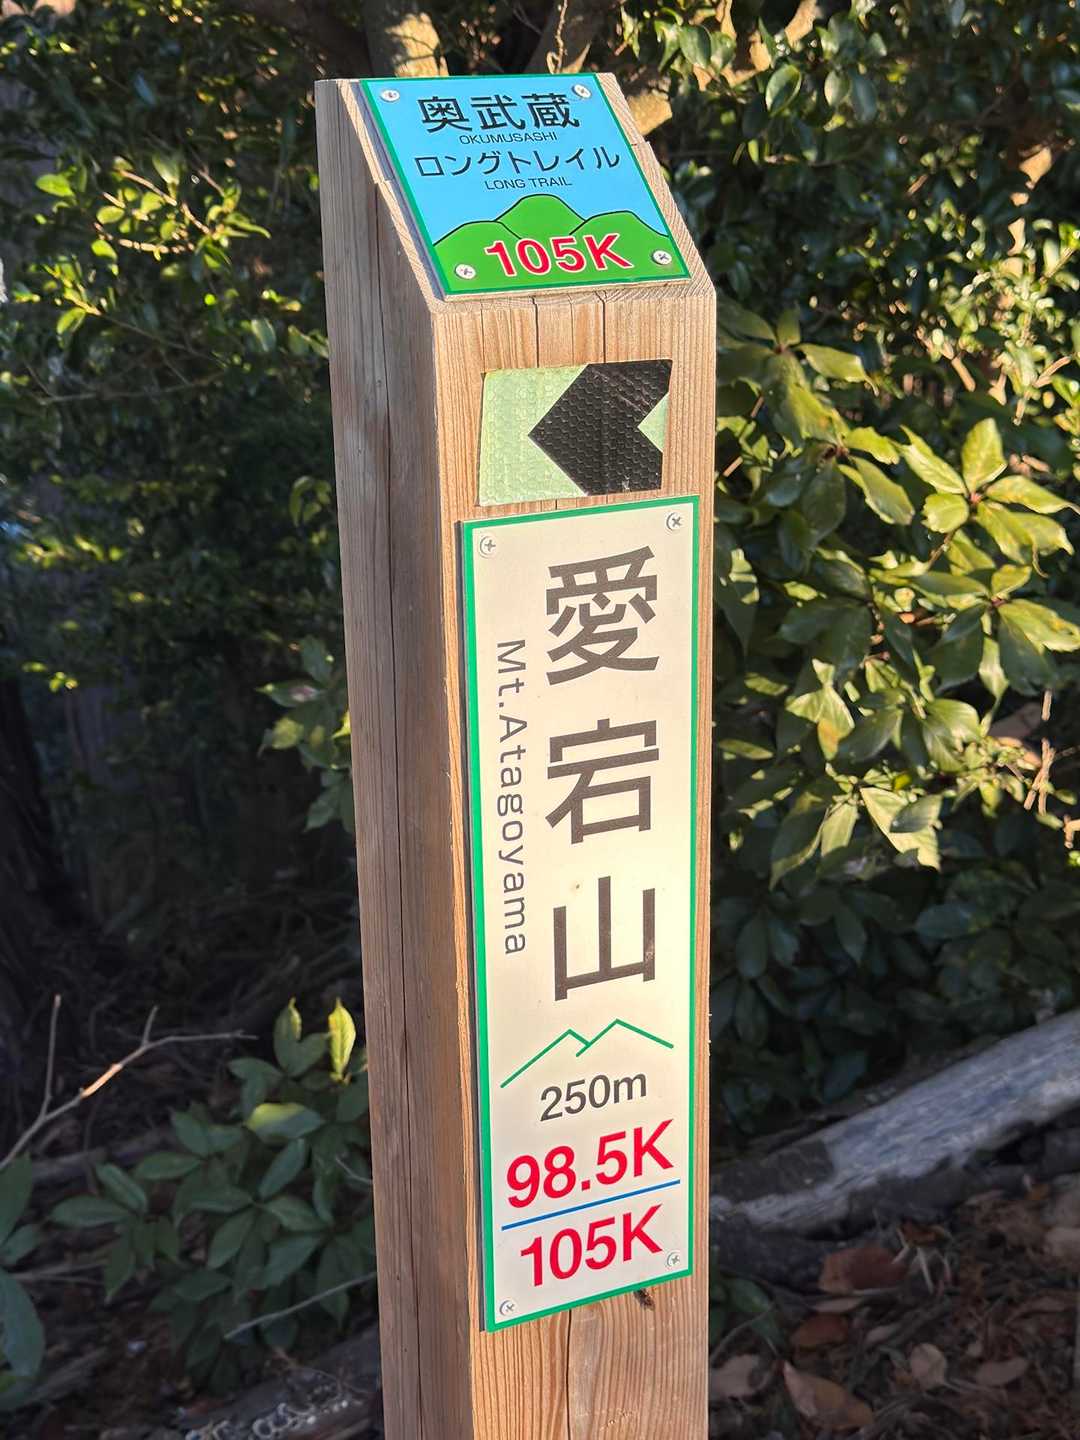 奥武蔵
OKUMUSASHI
ロングトレイル
LONG TRAIL
105K
愛宕山
Mt.Atagoyama
250m
98.5K
105K